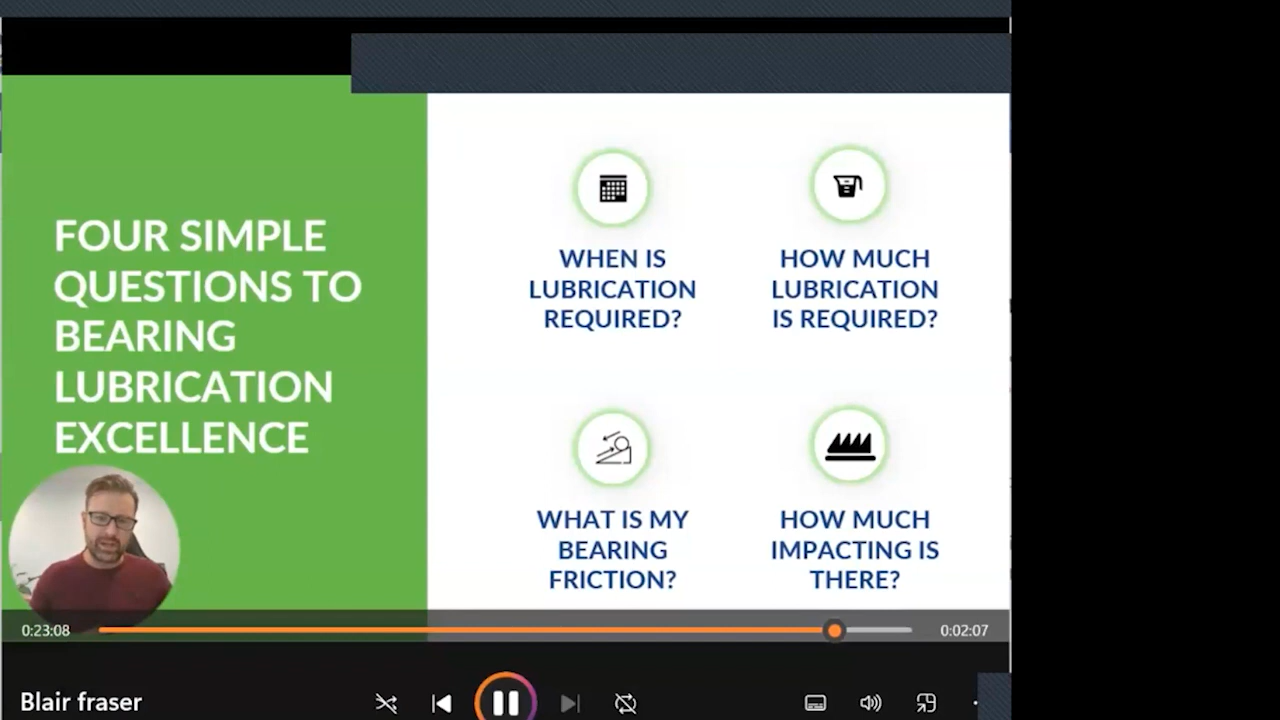 FOUR SIMPLE
QUESTIONS TO
BEARING
LUBRICATION
EXCELLENCE
WHEN IS
LUBRICATION
REQUIRED?
HOW MUCH
LUBRICATION
IS REQUIRED?
WHAT IS MY
BEARING
FRICTION?
HOW MUCH
IMPACTING IS
THERE?
0:23:08
0:02:07
Blair fraser